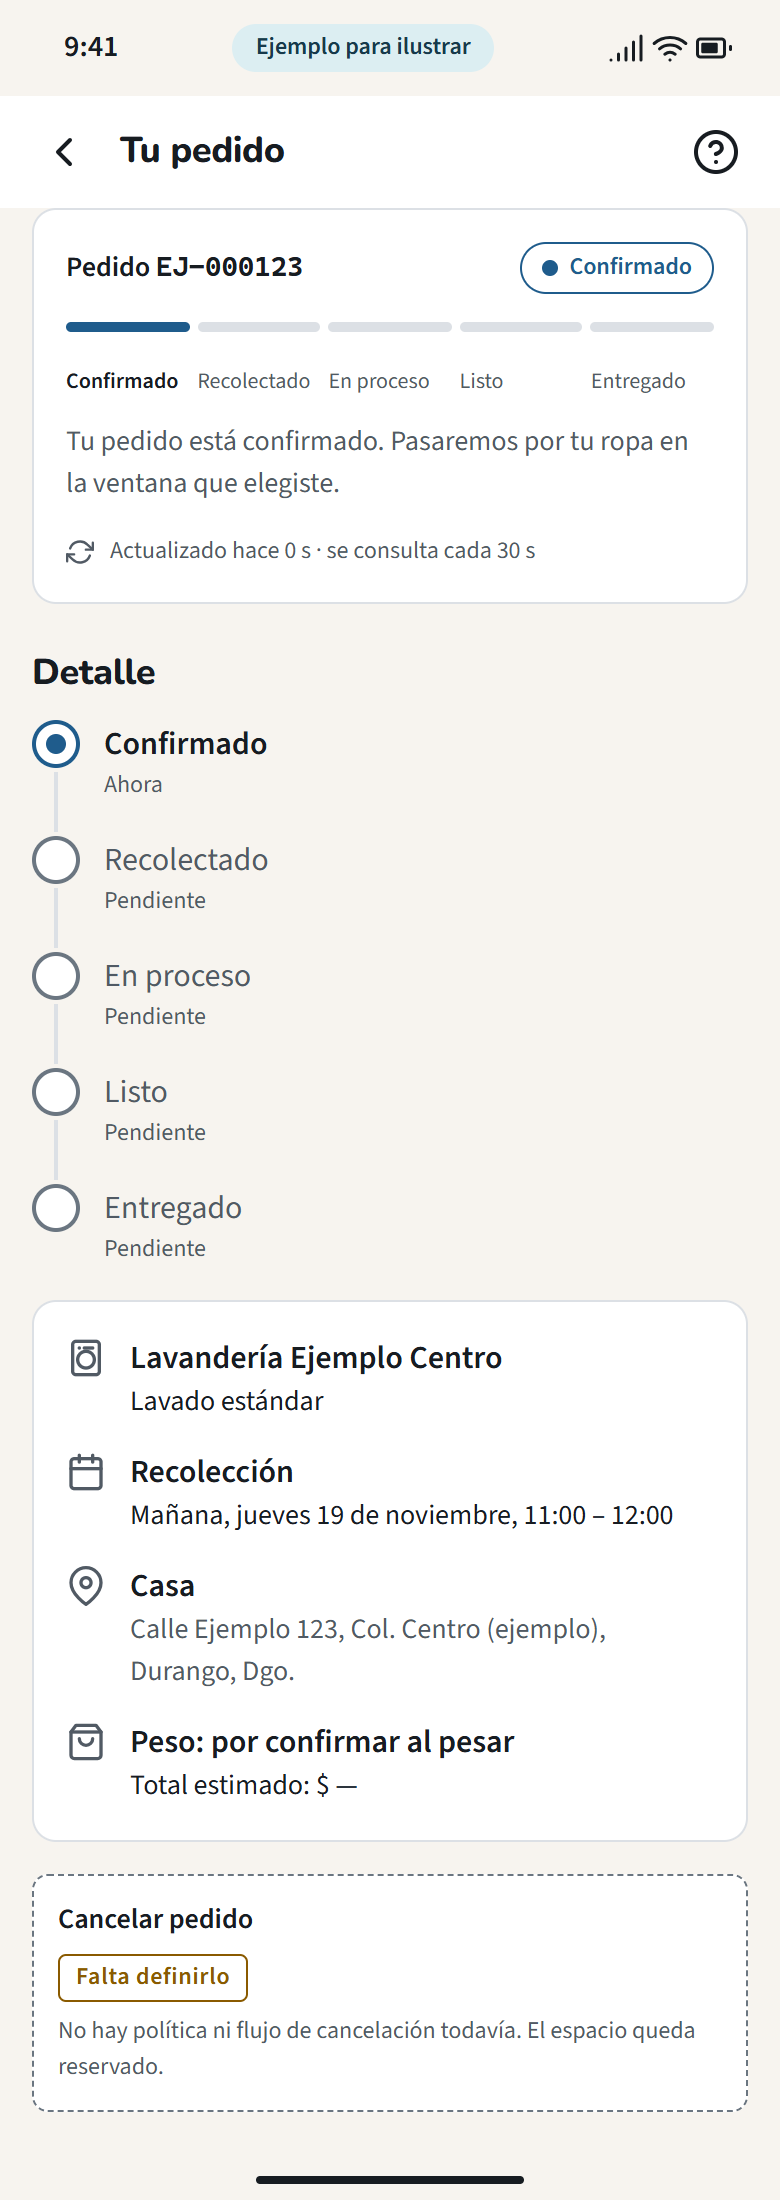 9:41
Ejemplo para ilustrar
Tu pedido
Pedido EJ-000123
Confirmado
Confirmado Recolectado En proceso Listo Entregado
Tu pedido está confirmado. Pasaremos por tu ropa en
la ventana que elegiste.
Actualizado hace 0 s · se consulta cada 30 s
Detalle
Confirmado
Ahora
Recolectado
Pendiente
En proceso
Pendiente
Listo
Pendiente
Entregado
Pendiente
Lavandería Ejemplo Centro
Lavado estándar
Recolección
Mañana, jueves 19 de noviembre, 11:00 – 12:00
Casa
Calle Ejemplo 123, Col. Centro (ejemplo),
Durango, Dgo.
Peso: por confirmar al pesar
Total estimado: $ —
Cancelar pedido
Falta definirlo
No hay política ni flujo de cancelación todavía. El espacio queda
reservado.